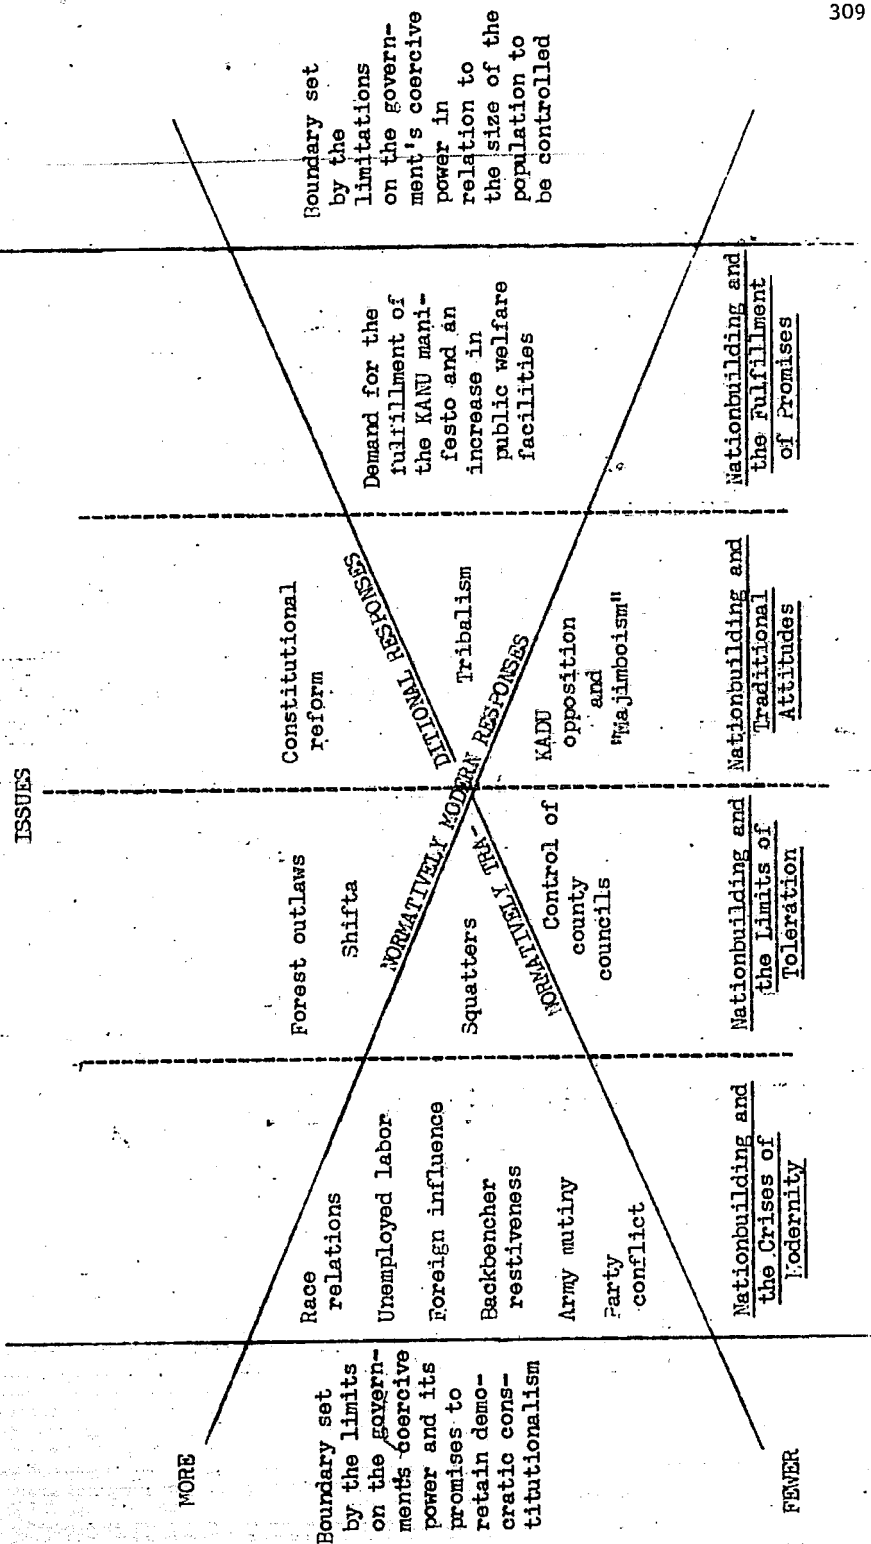 309
ISSUES
MORE
Boundary set
by the limits
on the govern-
ment's coercive
power and its
promises to
retain demo-
cratic cons-
titutionalism
FEWER
Race
relations
Unemployed labor
Foreign influence
Backbencher
restiveness
Army mutiny
Party
conflict
Nationbuilding and
the Crises of
Modernity
Forest outlaws
Shifta
NORMATIVELY MODERN RESPONSES
Squatters
NORMATIVELY TRA-
DITIONAL RESPONSES
Control of
county
councils
Nationbuilding and
the Limits of
Toleration
Constitutional
reform
Tribalism
KADU
opposition
and
"Majimboism"
Nationbuilding and
Traditional
Attitudes
Demand for the
fulfillment of
the KANU mani-
festo and an
increase in
public welfare
facilities
Nationbuilding and
the Fulfillment
of Promises
Boundary set
by the
limitations
on the govern-
ment's coercive
power in
relation to
the size of the
population to
be controlled